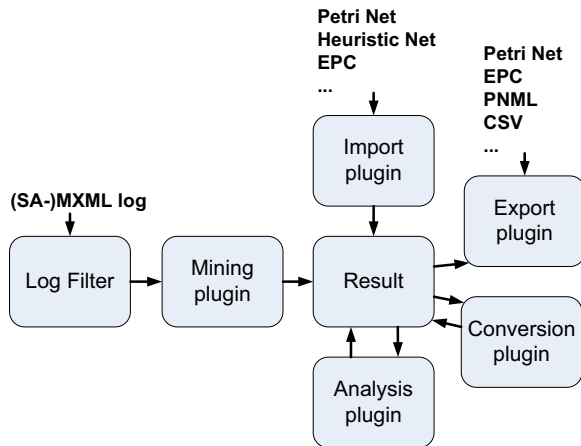 Petri Net
Heuristic Net
EPC
...
Petri Net
EPC
PNML
CSV
...
Import
plugin
(SA-)MXML log
Export
plugin
Log Filter
Mining
plugin
Result
Conversion
plugin
Analysis
plugin